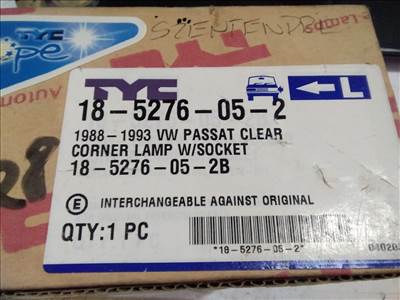 TYC
SZENTENDRE
TYC
L
18-5276-05-2
1988-1993 VW PASSAT CLEAR
CORNER LAMP W/SOCKET
18-5276-05-2B
E INTERCHANGEABLE AGAINST ORIGINAL
QTY:1 PC
*18-5276-05-2*